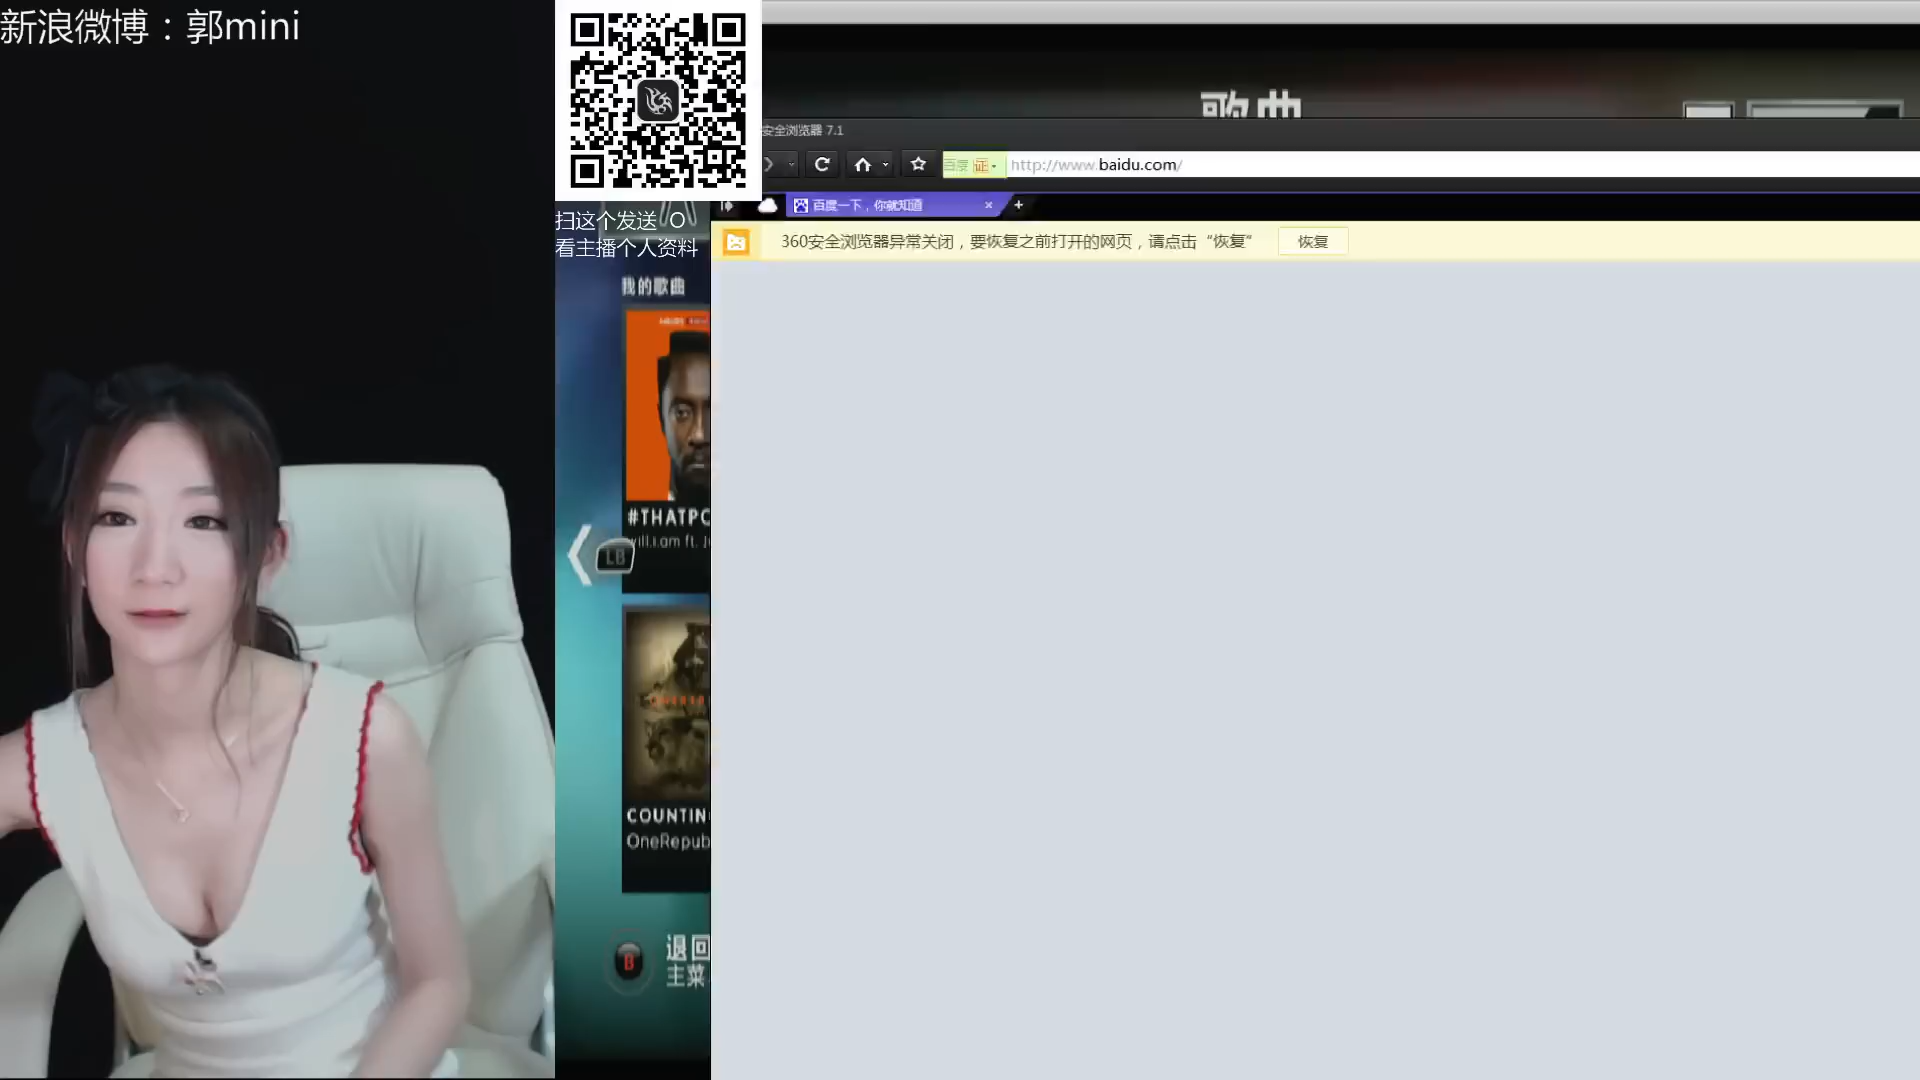 新浪微博：郭mini
扫这个发送 O
看主播个人资料
歌曲
安全浏览器 7.1
百度 证
http://www.baidu.com/
百度一下，你就知道
360安全浏览器异常关闭，要恢复之前打开的网页，请点击“恢复”
恢复
我的歌曲
#THATPO
will.i.am ft. J
LB
COUNTIN
OneRepub
B
退回
主菜